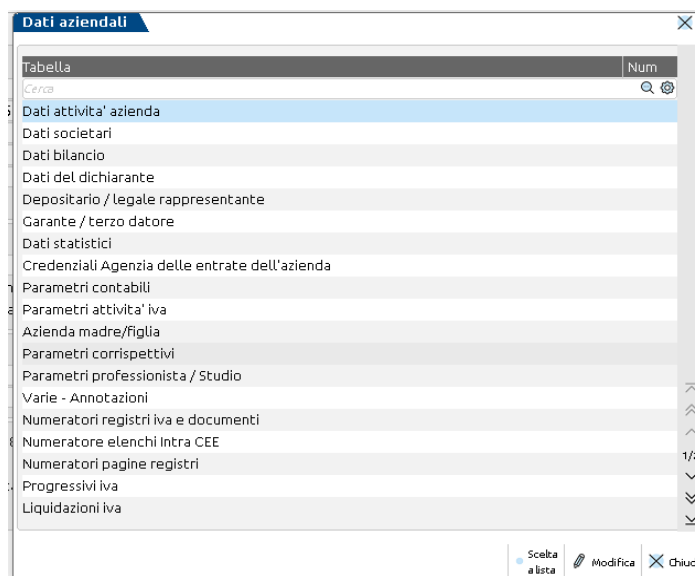 Dati aziendali
Tabella Num
Cerca
Dati attivita' azienda
Dati societari
Dati bilancio
Dati del dichiarante
Depositario / legale rappresentante
Garante / terzo datore
Dati statistici
Credenziali Agenzia delle entrate dell'azienda
Parametri contabili
Parametri attivita' iva
Azienda madre/figlia
Parametri corrispettivi
Parametri professionista / Studio
Varie - Annotazioni
Numeratori registri iva e documenti
Numeratore elenchi Intra CEE
Numeratori pagine registri
Progressivi iva
Liquidazioni iva
Scelta a lista
Modifica